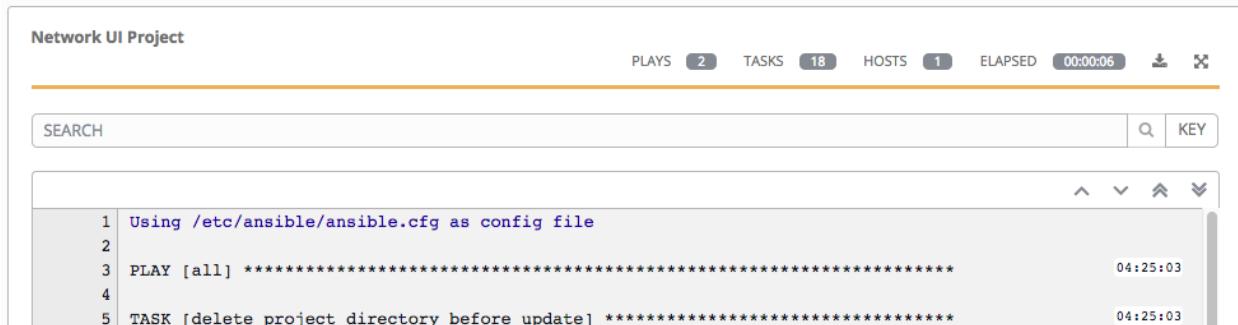 Network UI Project
PLAYS 2 TASKS 18 HOSTS 1 ELAPSED 00:00:06
SEARCH KEY
1 Using /etc/ansible/ansible.cfg as config file
2
3 PLAY [all] ********************************************************************* 04:25:03
4
5 TASK [delete project directory before update] ********************************** 04:25:03